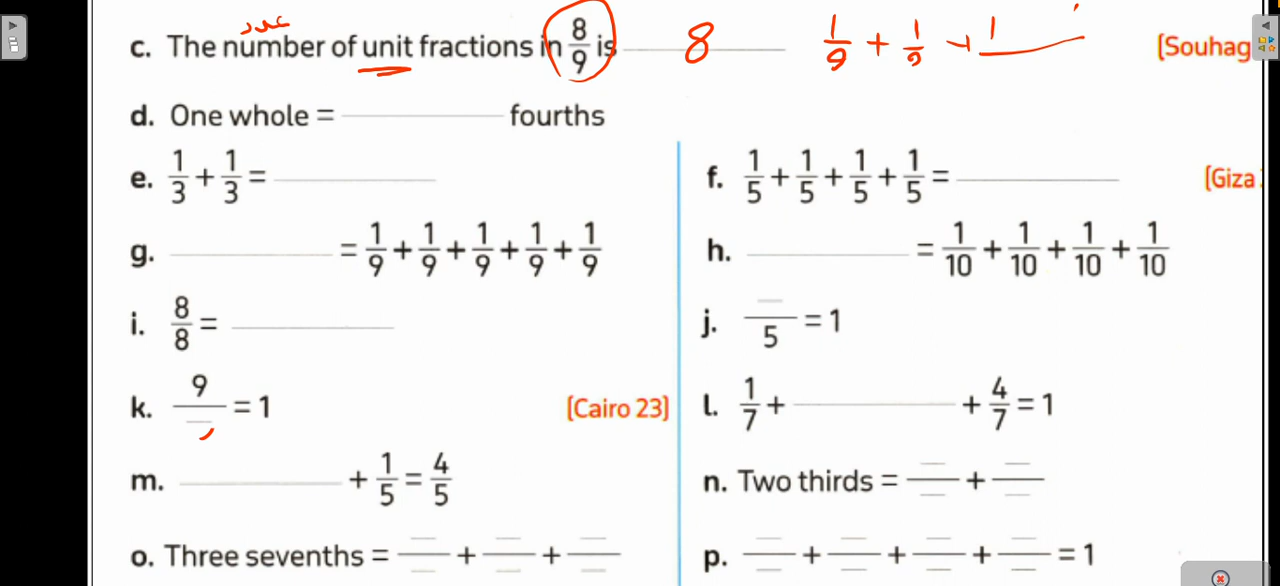 عدد
c. The number of unit fractions in 8/9 is 8 1/9 + 1/9 + 1 [Souhag
d. One whole = fourths
e. 1/3 + 1/3 =
f. 1/5 + 1/5 + 1/5 + 1/5 = [Giza
g. = 1/9 + 1/9 + 1/9 + 1/9 + 1/9
h. = 1/10 + 1/10 + 1/10 + 1/10
i. 8/8 =
j. /5 = 1
k. 9/ = 1 [Cairo 23]
l. 1/7 + + 4/7 = 1
m. + 1/5 = 4/5
n. Two thirds = +
o. Three sevenths = + +
p. + + + = 1